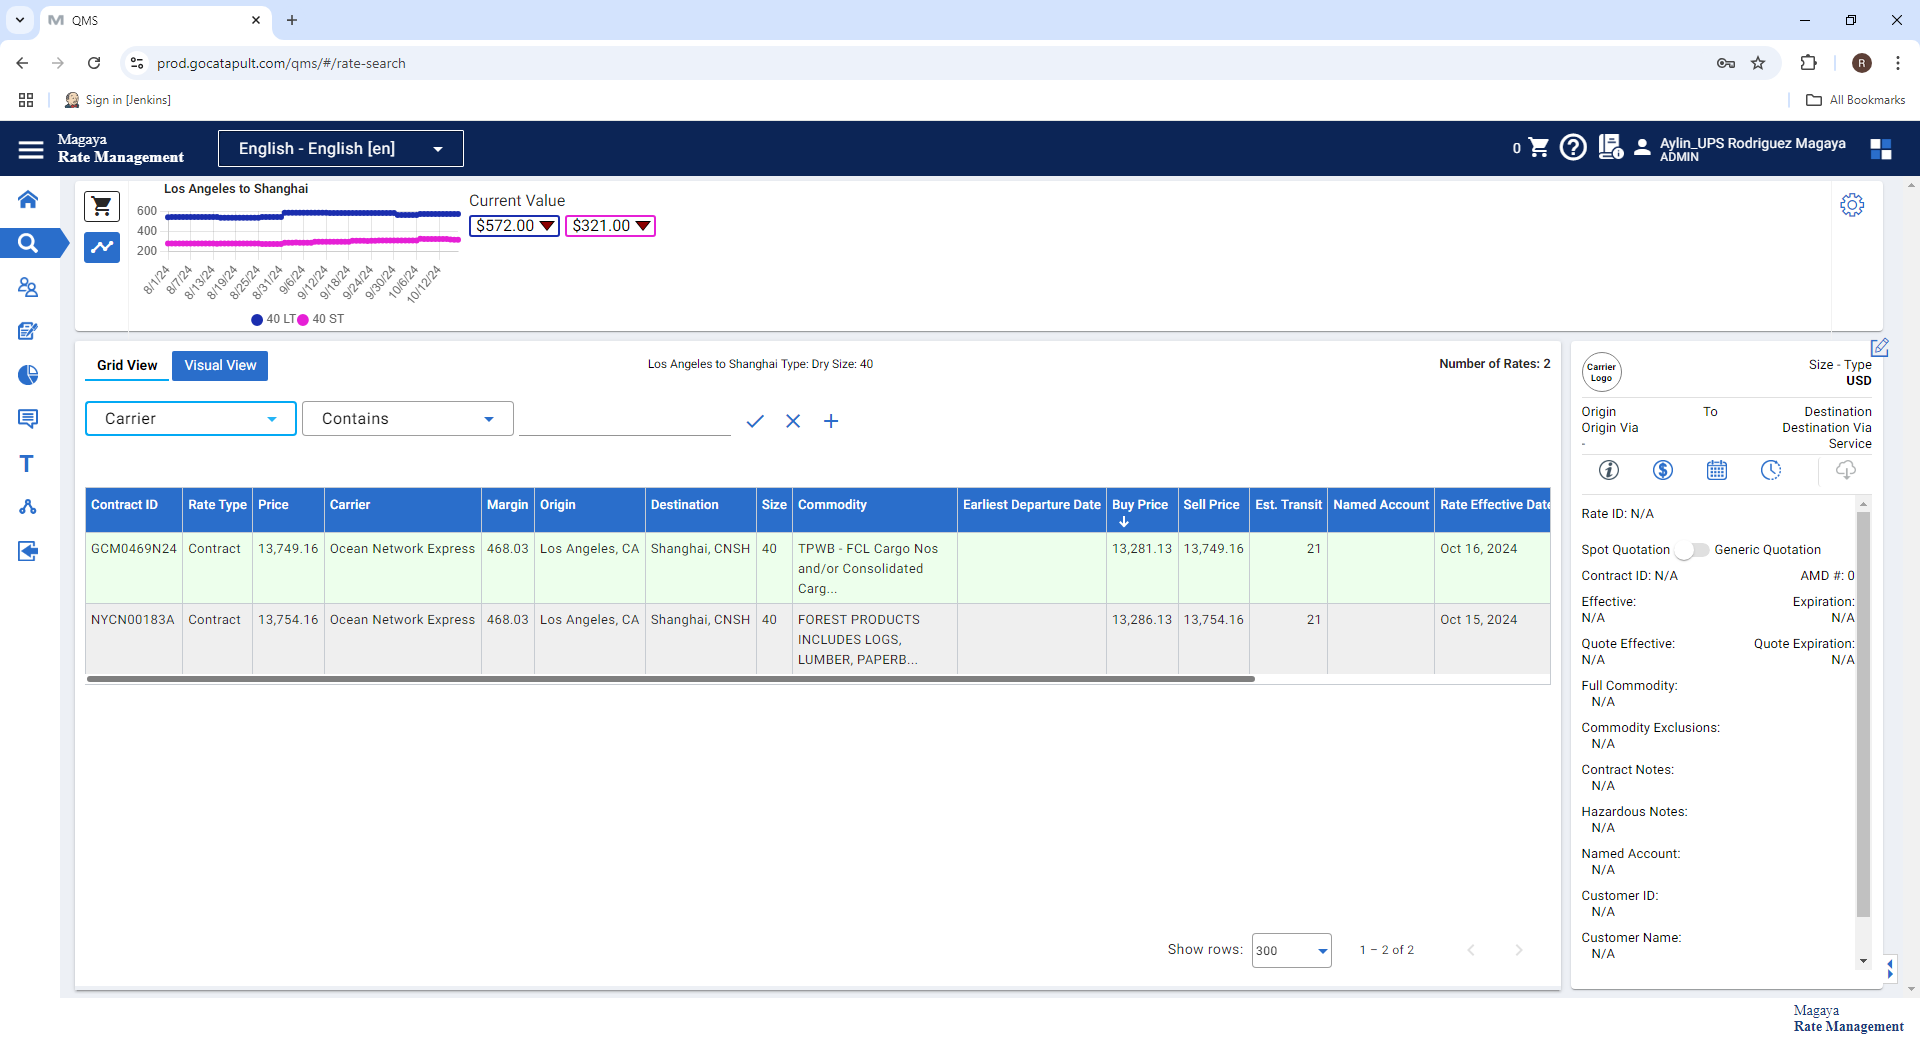 QMS
prod.gocatapult.com/qms/#/rate-search
R
Sign in [Jenkins]
All Bookmarks
Magaya
Rate Management
English - English [en]
0
Aylin_UPS Rodriguez Magaya
ADMIN
Los Angeles to Shanghai
600
400
200
8/1/24
8/7/24
8/13/24
8/19/24
8/25/24
8/31/24
9/6/24
9/12/24
9/18/24
9/24/24
9/30/24
10/6/24
10/12/24
40 LT 40 ST
Current Value
$572.00 $321.00
Grid View Visual View
Los Angeles to Shanghai Type: Dry Size: 40
Number of Rates: 2
Carrier Contains
Contract ID Rate Type Price Carrier Margin Origin Destination Size Commodity Earliest Departure Date Buy Price Sell Price Est. Transit Named Account Rate Effective Date
GCM0469N24 Contract 13,749.16 Ocean Network Express 468.03 Los Angeles, CA Shanghai, CNSH 40 TPWB - FCL Cargo Nos 13,281.13 13,749.16 21 Oct 16, 2024
and/or Consolidated
Carg...
NYCN00183A Contract 13,754.16 Ocean Network Express 468.03 Los Angeles, CA Shanghai, CNSH 40 FOREST PRODUCTS 13,286.13 13,754.16 21 Oct 15, 2024
INCLUDES LOGS,
LUMBER, PAPERB...
Show rows: 300 1 – 2 of 2
Carrier
Logo
Size - Type
USD
Origin To Destination
Origin Via Destination Via
- Service
Rate ID: N/A
Spot Quotation Generic Quotation
Contract ID: N/A AMD #: 0
Effective: Expiration:
N/A N/A
Quote Effective: Quote Expiration:
N/A N/A
Full Commodity:
N/A
Commodity Exclusions:
N/A
Contract Notes:
N/A
Hazardous Notes:
N/A
Named Account:
N/A
Customer ID:
N/A
Customer Name:
N/A
Magaya
Rate Management